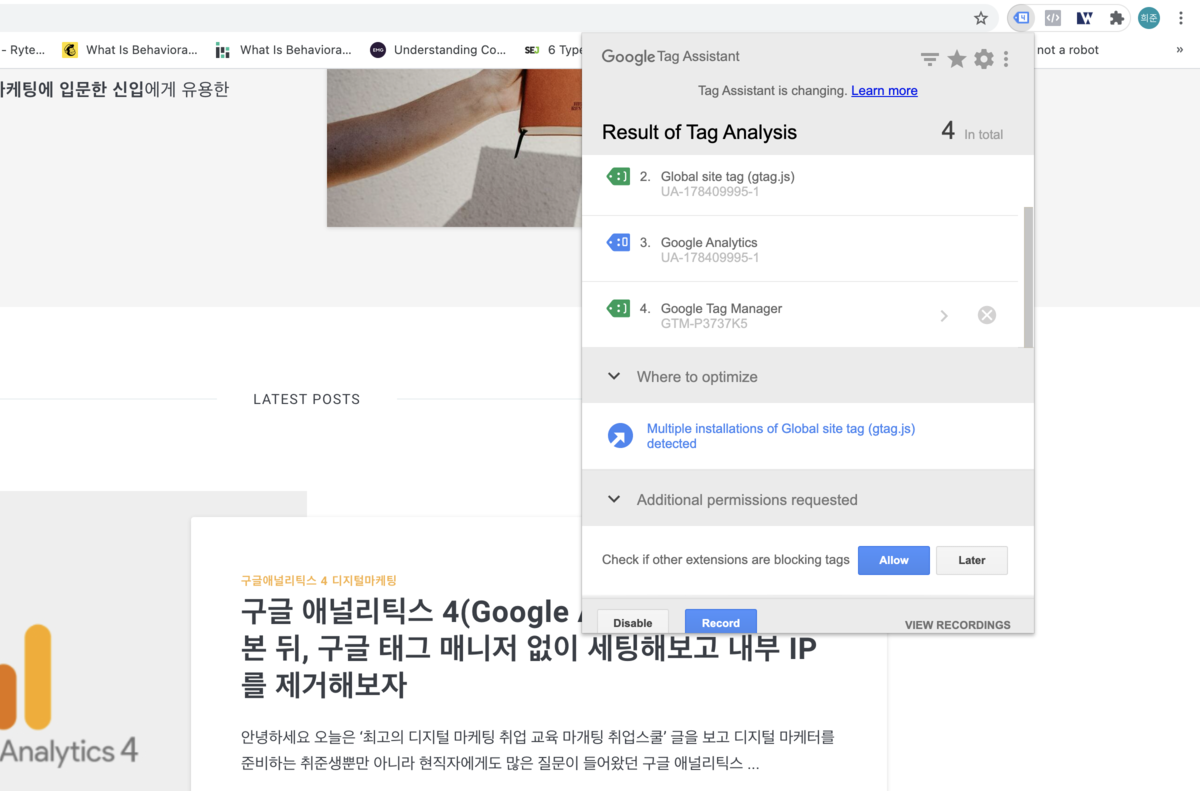 희준
- Ryte...
What Is Behaviora...
What Is Behaviora...
EMG
Understanding Co...
SEJ
6 Type
not a robot
»
Google Tag Assistant
Tag Assistant is changing. Learn more
Result of Tag Analysis
4 In total
2. Global site tag (gtag.js)
UA-178409995-1
3. Google Analytics
UA-178409995-1
4. Google Tag Manager
GTM-P3737K5
Where to optimize
Multiple installations of Global site tag (gtag.js)
detected
Additional permissions requested
Check if other extensions are blocking tags
Allow
Later
Disable
Record
VIEW RECORDINGS
마케팅에 입문한 신입에게 유용한
LATEST POSTS
Analytics 4
구글애널리틱스 4 디지털마케팅
구글 애널리틱스 4(Google
본 뒤, 구글 태그 매니저 없이 세팅해보고 내부 IP
를 제거해보자
안녕하세요 오늘은 ‘최고의 디지털 마케팅 취업 교육 마개팅 취업스쿨’ 글을 보고 디지털 마케터를
준비하는 취준생뿐만 아니라 현직자에게도 많은 질문이 들어왔던 구글 애널리틱스 ...